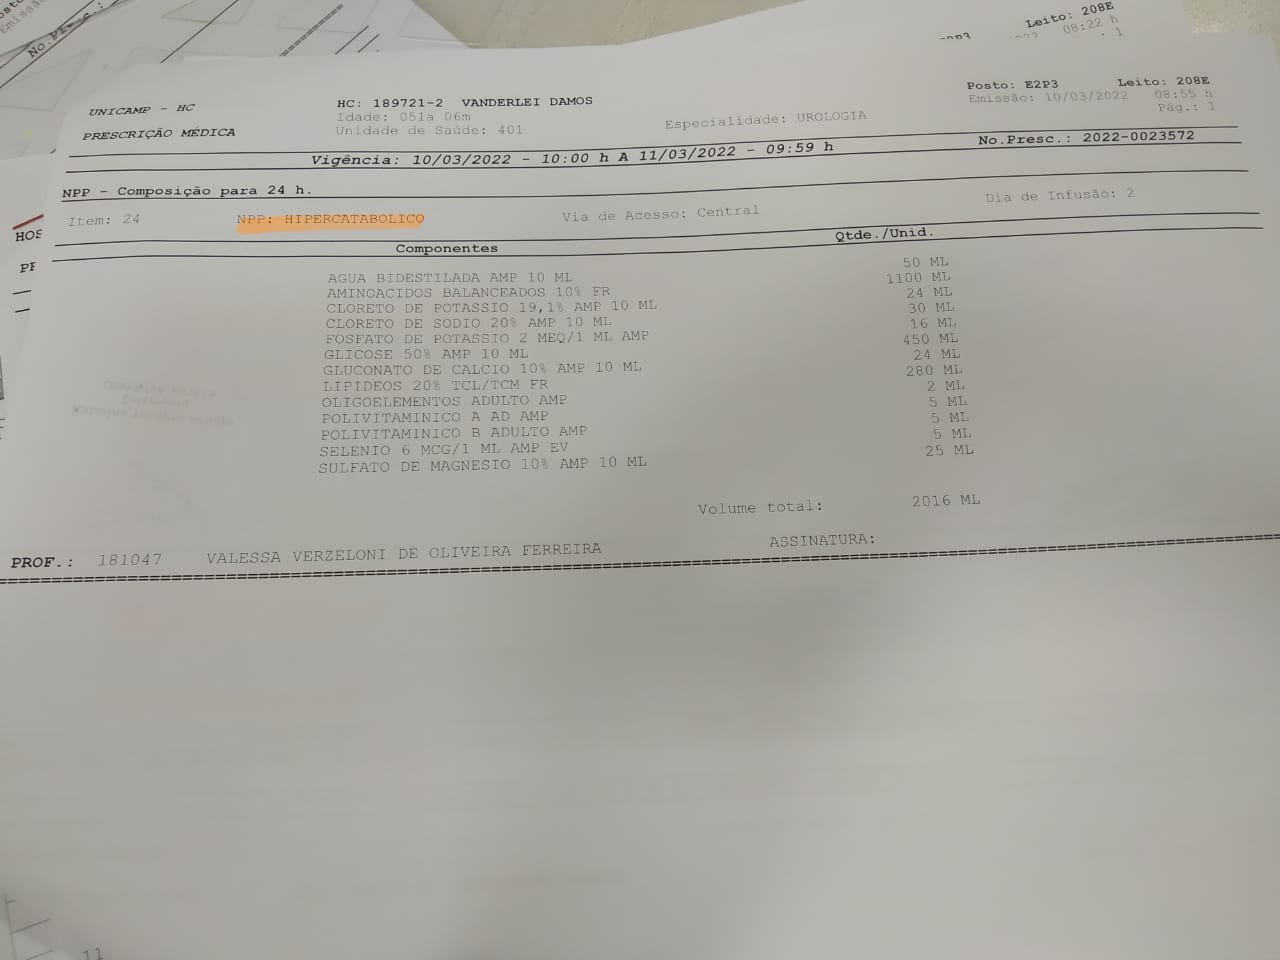 No.Pr
Leito: 208E
08:22 h
UNICAMP - HC
PRESCRIÇÃO MÉDICA
HC: 189721-2 VANDERLEI DAMOS
Idade: 051a 06m
Unidade de Saúde: 401
Especialidade: UROLOGIA
Posto: E2P3 Leito: 208E
Emissão: 10/03/2022 08:55 h
Pág.: 1
Vigência: 10/03/2022 - 10:00 h A 11/03/2022 - 09:59 h
No.Presc.: 2022-0023572
NPP - Composição para 24 h.
Item: 24 NPP: HIPERCATABOLICO Via de Acesso: Central Dia de Infusão: 2
Componentes Qtde./Unid.
AGUA BIDESTILADA AMP 10 ML 50 ML
AMINOACIDOS BALANCEADOS 10% FR 1100 ML
CLORETO DE POTASSIO 19,1% AMP 10 ML 24 ML
CLORETO DE SODIO 20% AMP 10 ML 30 ML
FOSFATO DE POTASSIO 2 MEQ/1 ML AMP 16 ML
GLICOSE 50% AMP 10 ML 450 ML
GLUCONATO DE CALCIO 10% AMP 10 ML 24 ML
LIPIDEOS 20% TCL/TCM FR 280 ML
OLIGOELEMENTOS ADULTO AMP 2 ML
POLIVITAMINICO A AD AMP 5 ML
POLIVITAMINICO B ADULTO AMP 5 ML
SELENIO 6 MCG/1 ML AMP EV 5 ML
SULFATO DE MAGNESIO 10% AMP 10 ML 25 ML
Volume total: 2016 ML
PROF.: 181047 VALESSA VERZELONI DE OLIVEIRA FERREIRA ASSINATURA:
HOS
PF
11